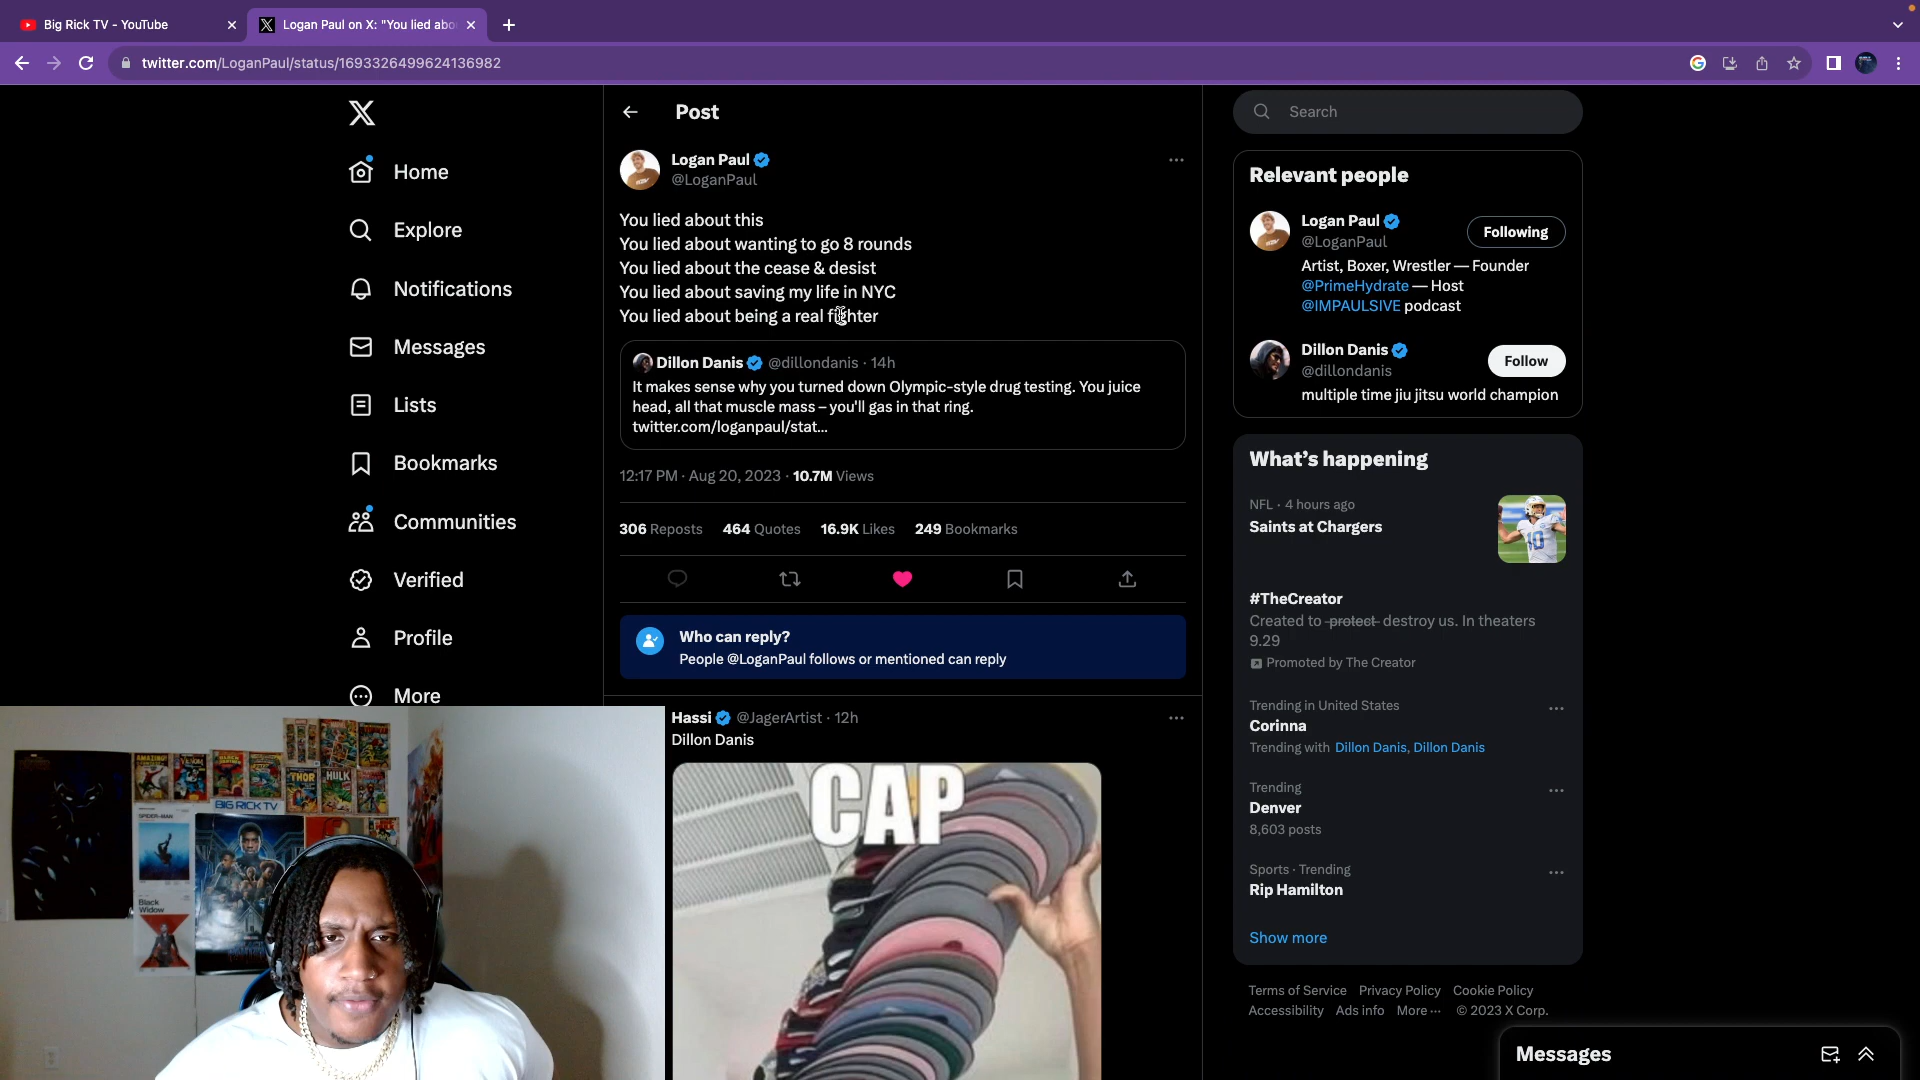 Big Rick TV - YouTube
Logan Paul on X: "You lied abo
twitter.com/LoganPaul/status/1693326499624136982
Home
Explore
Notifications
Messages
Lists
Bookmarks
Communities
Verified
Profile
More
Post
Logan Paul
@LoganPaul
You lied about this
You lied about wanting to go 8 rounds
You lied about the cease & desist
You lied about saving my life in NYC
You lied about being a real fighter
Dillon Danis @dillondanis · 14h
It makes sense why you turned down Olympic-style drug testing. You juice
head, all that muscle mass – you'll gas in that ring.
twitter.com/loganpaul/stat...
12:17 PM · Aug 20, 2023 · 10.7M Views
306 Reposts 464 Quotes 16.9K Likes 249 Bookmarks
Who can reply?
People @LoganPaul follows or mentioned can reply
Hassi @JagerArtist · 12h
Dillon Danis
CAP
Search
Relevant people
Logan Paul
@LoganPaul
Following
Artist, Boxer, Wrestler — Founder
@PrimeHydrate — Host
@IMPAULSIVE podcast
Dillon Danis
@dillondanis
Follow
multiple time jiu jitsu world champion
What's happening
NFL · 4 hours ago
Saints at Chargers
#TheCreator
Created to protect destroy us. In theaters
9.29
Promoted by The Creator
Trending in United States
Corinna
Trending with Dillon Danis, Dillon Danis
Trending
Denver
8,603 posts
Sports · Trending
Rip Hamilton
Show more
Terms of Service Privacy Policy Cookie Policy
Accessibility Ads info More ... © 2023 X Corp.
Messages
AMAZING
VENOM
THOR
HULK
BIG RICK TV
SPIDER-MAN
Black
Widow